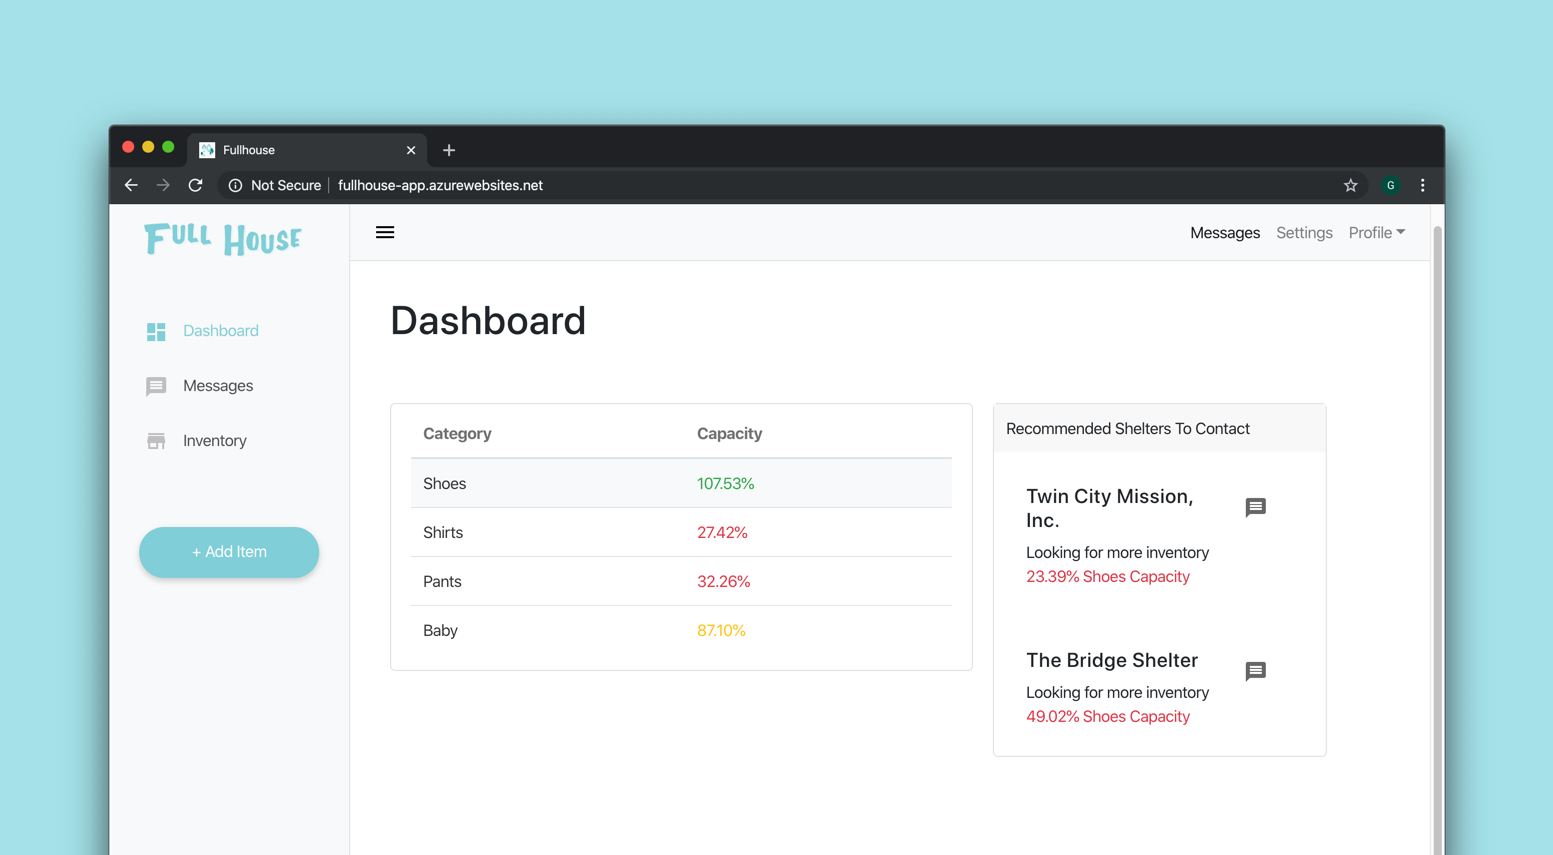 Fullhouse
Not Secure
fullhouse-app.azurewebsites.net
G
FULL HOUSE
Messages Settings Profile
Dashboard
Messages
Inventory
+ Add Item
Dashboard
Category Capacity
Shoes 107.53%
Shirts 27.42%
Pants 32.26%
Baby 87.10%
Recommended Shelters To Contact
Twin City Mission,
Inc.
Looking for more inventory
23.39% Shoes Capacity
The Bridge Shelter
Looking for more inventory
49.02% Shoes Capacity